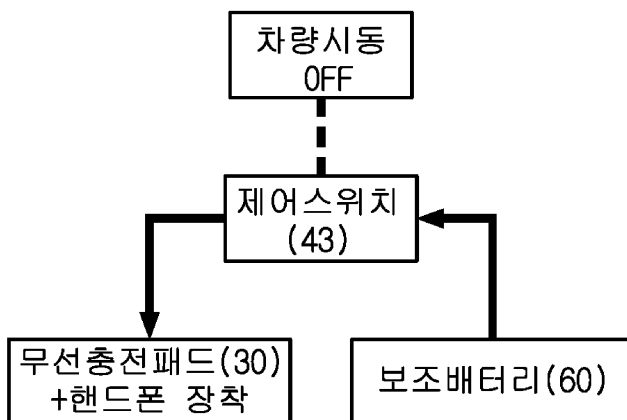 차량시동
OFF
제어스위치
(43)
무선충전패드(30)
+핸드폰 장착
보조배터리(60)